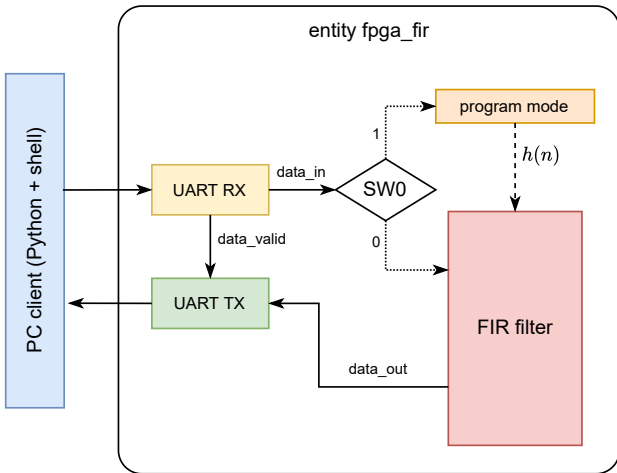 entity fpga_fir
PC client (Python + shell)
program mode
1
h(n)
UART RX
data_in
SW0
data_valid
0
UART TX
FIR filter
data_out